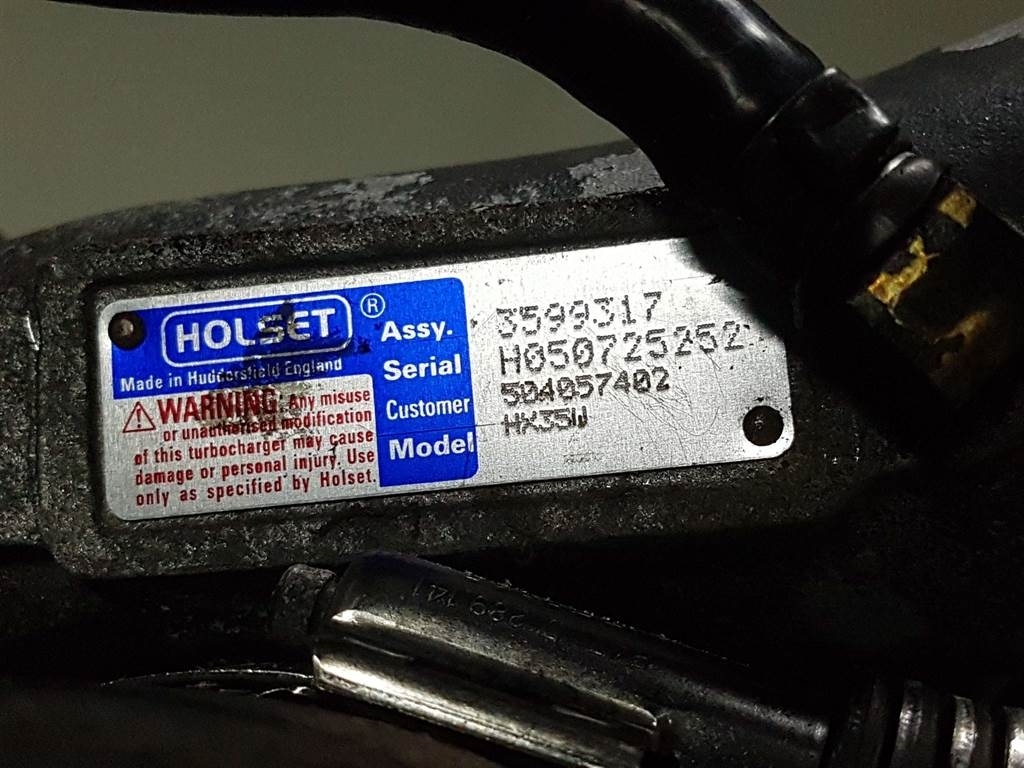 HOLSET ®
Made in Huddersfield England
WARNING: Any misuse
or unauthorised modification
of this turbocharger may cause
damage or personal injury. Use
only as specified by Holset.
Assy. 3599317
Serial H050725252
Customer 504057402
Model HX35W